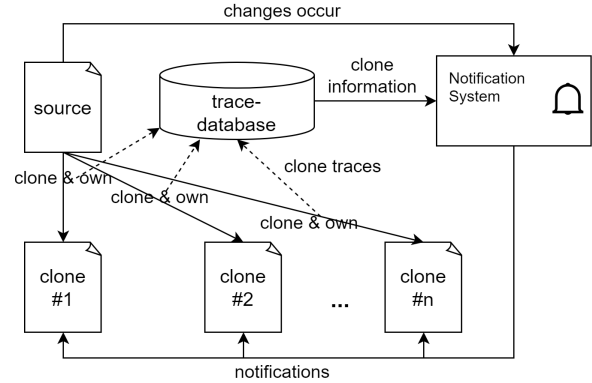 changes occur
source
trace-
database
clone
information
Notification
System
clone & own
clone & own
clone traces
clone & own
clone
#1
clone
#2
...
clone
#n
notifications